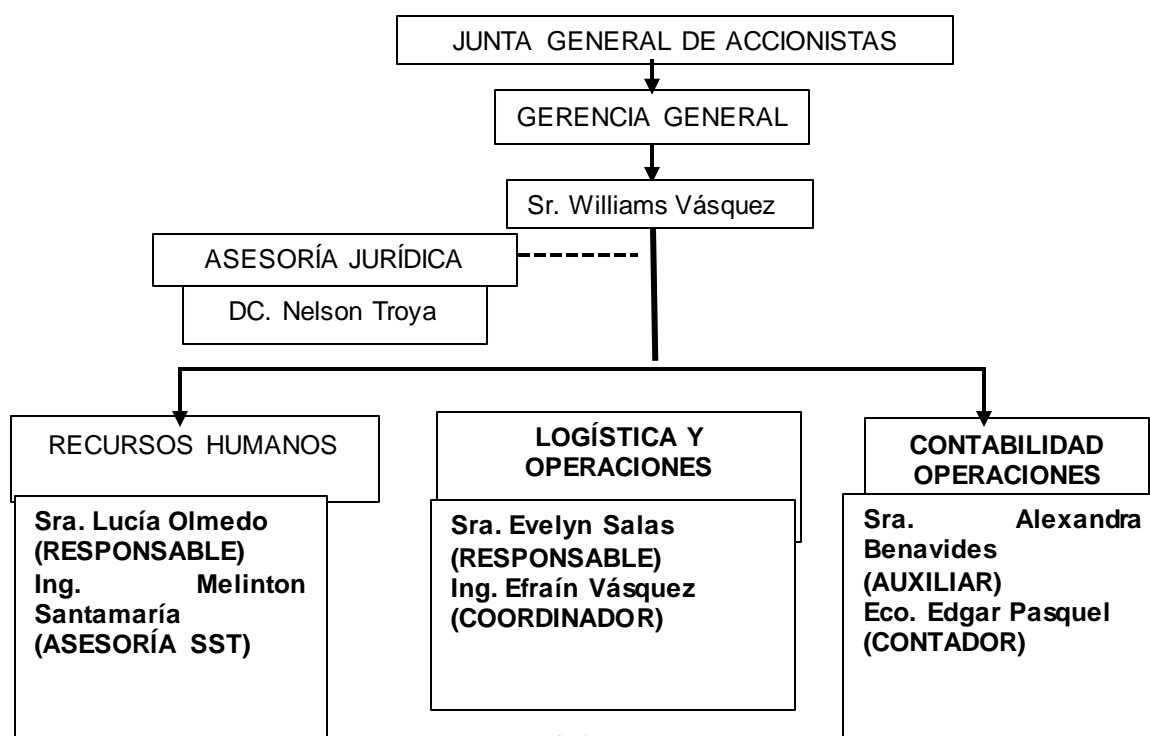 JUNTA GENERAL DE ACCIONISTAS
GERENCIA GENERAL
Sr. Williams Vásquez
ASESORÍA JURÍDICA
DC. Nelson Troya
RECURSOS HUMANOS
Sra. Lucía Olmedo
(RESPONSABLE)
Ing. Melinton
Santamaría
(ASESORÍA SST)
LOGÍSTICA Y
OPERACIONES
Sra. Evelyn Salas
(RESPONSABLE)
Ing. Efraín Vásquez
(COORDINADOR)
CONTABILIDAD
OPERACIONES
Sra. Alexandra
Benavides
(AUXILIAR)
Eco. Edgar Pasquel
(CONTADOR)